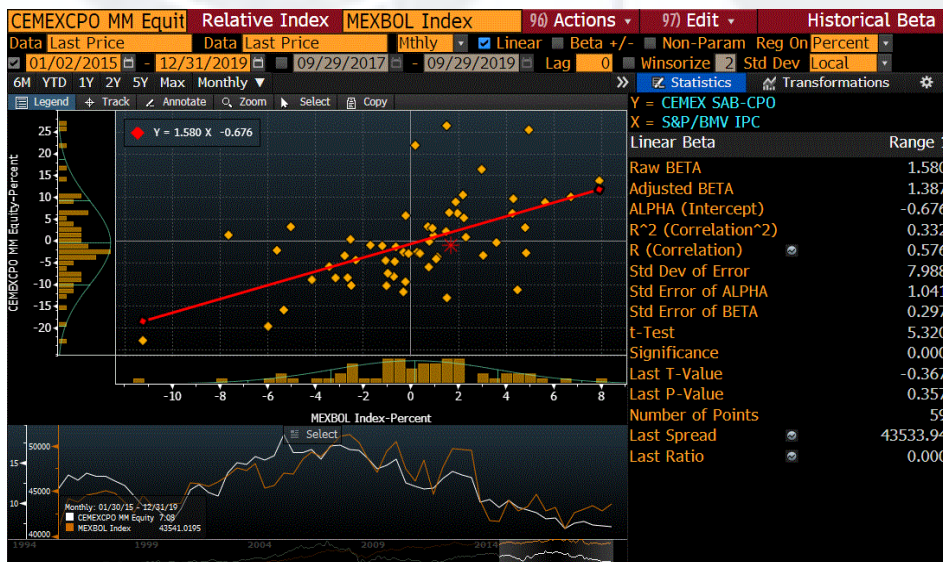 CEMEXCPO MM Equit Relative Index MEXBOL Index 96) Actions 97) Edit Historical Beta
Data Last Price Data Last Price Mthly Linear Beta +/- Non-Param Reg On Percent
01/02/2015 - 12/31/2019 09/29/2017 - 09/29/2019 Lag 0 Winsorize 2 Std Dev Local
6M YTD 1Y 2Y 5Y Max Monthly ▼ » Statistics Transformations
Legend Track Annotate Zoom Select Copy
Y = CEMEX SAB-CPO
X = S&P/BMV IPC
Linear Beta Range
Raw BETA 1.580
Adjusted BETA 1.387
ALPHA (Intercept) -0.676
R^2 (Correlation^2) 0.332
R (Correlation) 0.576
Std Dev of Error 7.988
Std Error of ALPHA 1.041
Std Error of BETA 0.297
t-Test 5.320
Significance 0.000
Last T-Value -0.367
Last P-Value 0.357
Number of Points 59
Last Spread 43533.94
Last Ratio 0.000
Y = 1.580 X -0.676
CEMEXCPO MM Equity-Percent
25
20
15
10
5
0
-5
-10
-15
-20
-10 -8 -6 -4 -2 0 2 4 6 8
MEXBOL Index-Percent
Select
50000
15
45000
10
40000
Monthly: 01/30/15 - 12/31/19
CEMEXCPO MM Equity 7.08
MEXBOL Index 43541.0195
1994 1999 2004 2009 2014